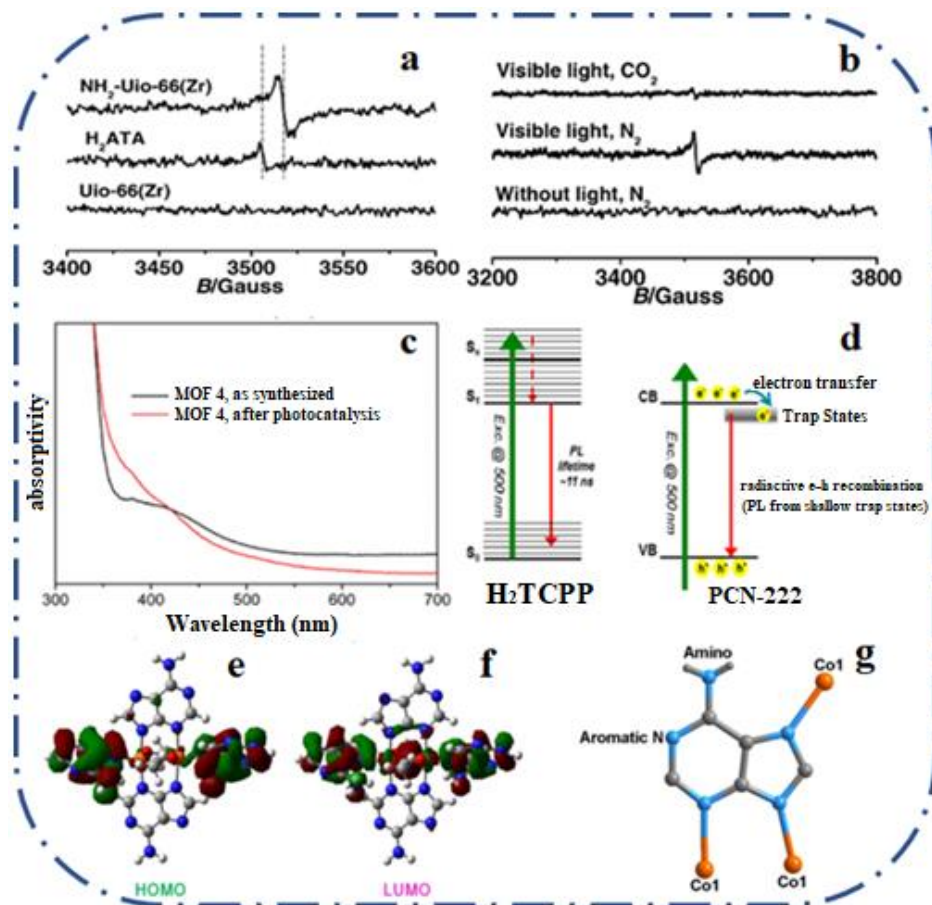 a
NH₂-Uio-66(Zr)
H₂ATA
Uio-66(Zr)
3400 3450 3500 3550 3600
B/Gauss
b
Visible light, CO₂
Visible light, N₂
Without light, N₂
3200 3400 3600 3800
B/Gauss
c
MOF 4, as synthesized
MOF 4, after photocatalysis
absorptivity
300 400 500 600 700
Wavelength (nm)
S₁
S₀
Exc. @ 500 nm
PL
lifetime
~11 ns
H₂TCPP
d
CB
e⁻ e⁻ e⁻
electron transfer
e⁻
Trap States
Exc. @ 500 nm
radiactive e-h recombination
(PL from shallow trap states)
VB
h⁺ h⁺ h⁺
PCN-222
e
HOMO
f
LUMO
g
Amino
Co1
Aromatic N
Co1
Co1